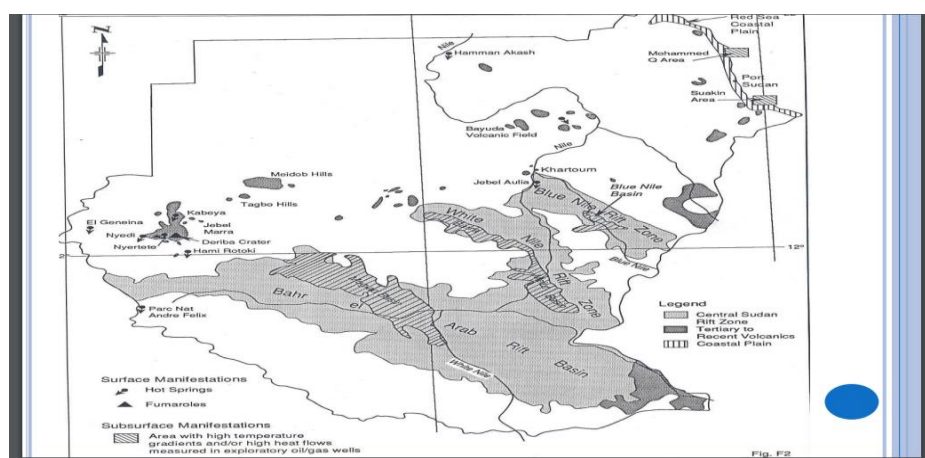 N
Nile
Hamman Akash
Red Sea
Coastal
Plain
Mohammed
Q Area
Port
Sudan
Suakin
Area
Bayuda
Volcanic Field
Nile
Khartoum
Jebel Aulia
Meidob Hills
Tagbo Hills
Blue Nile
Basin
Blue Nile Rift Zone
White Nile Rift Zone
El Geneina
Kabeya
Jebel
Marra
Nyedi
Nyertete
Deriba Crater
Hami Rotoki
12°
2
Blue Nile
Bahr el Arab Rift Basin
Parc Nat
Andre Felix
White Nile
Legend
Central Sudan
Rift Zone
Tertiary to
Recent Volcanics
Coastal Plain
Surface Manifestations
Hot Springs
Fumaroles
Subsurface Manifestations
Area with high temperature
gradients and/or high heat flows
measured in exploratory oil/gas wells
Fig. F2